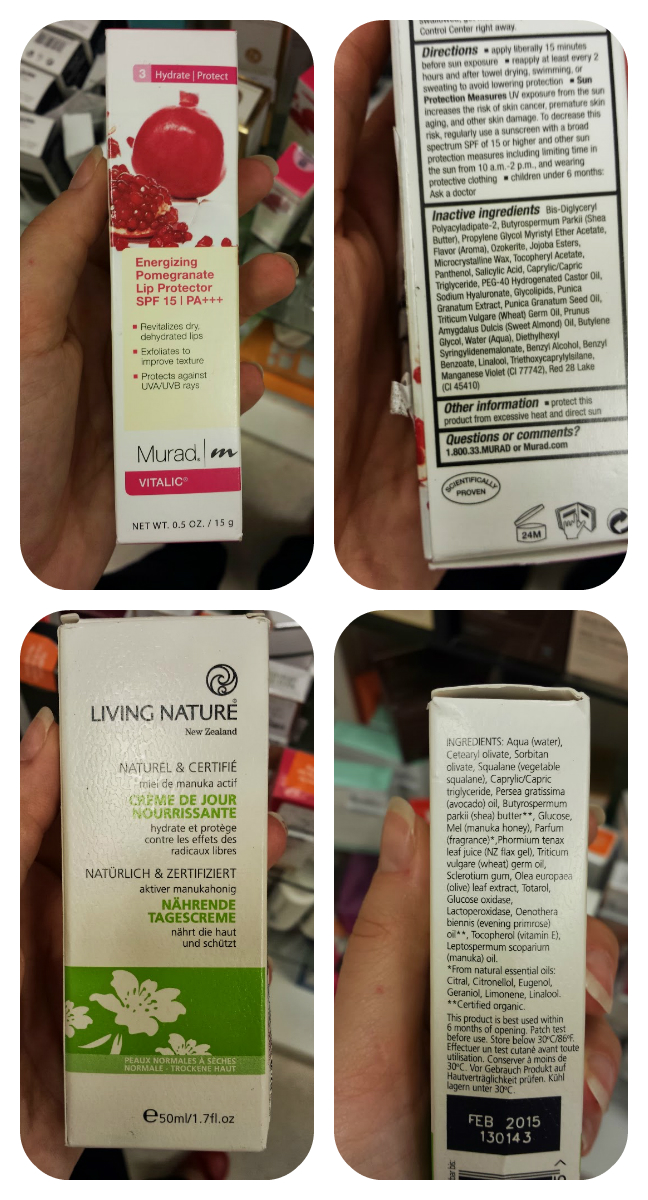 3 Hydrate | Protect
Energizing
Pomegranate
Lip Protector
SPF 15 | PA+++
▪ Revitalizes dry,
dehydrated lips
▪ Exfoliates to
improve texture
▪ Protects against
UVA/UVB rays
Murad. | m
VITALIC®
NET WT. 0.5 OZ. / 15 g
Control Center right away.
Directions ▪ apply liberally 15 minutes
before sun exposure ▪ reapply at least every 2
hours and after towel drying, swimming, or
sweating to avoid lowering protection ▪ Sun
Protection Measures UV exposure from the sun
increases the risk of skin cancer, premature skin
aging, and other skin damage. To decrease this
risk, regularly use a sunscreen with a broad
spectrum SPF of 15 or higher and other sun
protection measures including limiting time in
the sun from 10 a.m.-2 p.m., and wearing
protective clothing ▪ children under 6 months:
Ask a doctor
Inactive ingredients Bis-Diglyceryl
Polyacyladipate-2, Butyrospermum Parkii (Shea
Butter), Propylene Glycol Myristyl Ether Acetate,
Flavor (Aroma), Ozokerite, Jojoba Esters,
Microcrystalline Wax, Tocopheryl Acetate,
Panthenol, Salicylic Acid, Caprylic/Capric
Triglyceride, PEG-40 Hydrogenated Castor Oil,
Sodium Hyaluronate, Glycolipids, Punica
Granatum Extract, Punica Granatum Seed Oil,
Triticum Vulgare (Wheat) Germ Oil, Prunus
Amygdalus Dulcis (Sweet Almond) Oil, Butylene
Glycol, Water (Aqua), Diethylhexyl
Syringylidenemalonate, Benzyl Alcohol, Benzyl
Benzoate, Linalool, Triethoxycaprylylsilane,
Manganese Violet (CI 77742), Red 28 Lake
(CI 45410)
Other information ▪ protect this
product from excessive heat and direct sun
Questions or comments?
1.800.33.MURAD or Murad.com
SCIENTIFICALLY
PROVEN
24M
LIVING NATURE®
New Zealand
NATUREL & CERTIFIÉ
miel de manuka actif
CRÈME DE JOUR
NOURRISSANTE
hydrate et protège
contre les effets des
radicaux libres
NATÜRLICH & ZERTIFIZIERT
aktiver manukahonig
NÄHRENDE
TAGESCREME
nährt die haut
und schützt
PEAUX NORMALES À SÈCHES
NORMALE - TROCKENE HAUT
e50ml/1.7fl.oz
INGREDIENTS: Aqua (water),
Cetearyl olivate, Sorbitan
olivate, Squalane (vegetable
squalane), Caprylic/Capric
triglyceride, Persea gratissima
(avocado) oil, Butyrospermum
parkii (shea) butter**, Glucose,
Mel (manuka honey), Parfum
(fragrance)*,Phormium tenax
leaf juice (NZ flax gel), Triticum
vulgare (wheat) germ oil,
Sclerotium gum, Olea europaea
(olive) leaf extract, Totarol,
Glucose oxidase,
Lactoperoxidase, Oenothera
biennis (evening primrose)
oil**, Tocopherol (vitamin E),
Leptospermum scoparium
(manuka) oil.
*From natural essential oils:
Citral, Citronellol, Eugenol,
Geraniol, Limonene, Linalool.
**Certified organic.
This product is best used within
6 months of opening. Patch test
before use. Store below 30ºC/86ºF.
Effectuer un test cutané avant toute
utilisation. Conserver à moins de
30ºC. Vor Gebrauch Produkt auf
Hautverträglichkeit prüfen. Kühl
lagern unter 30ºC.
FEB 2015
130143